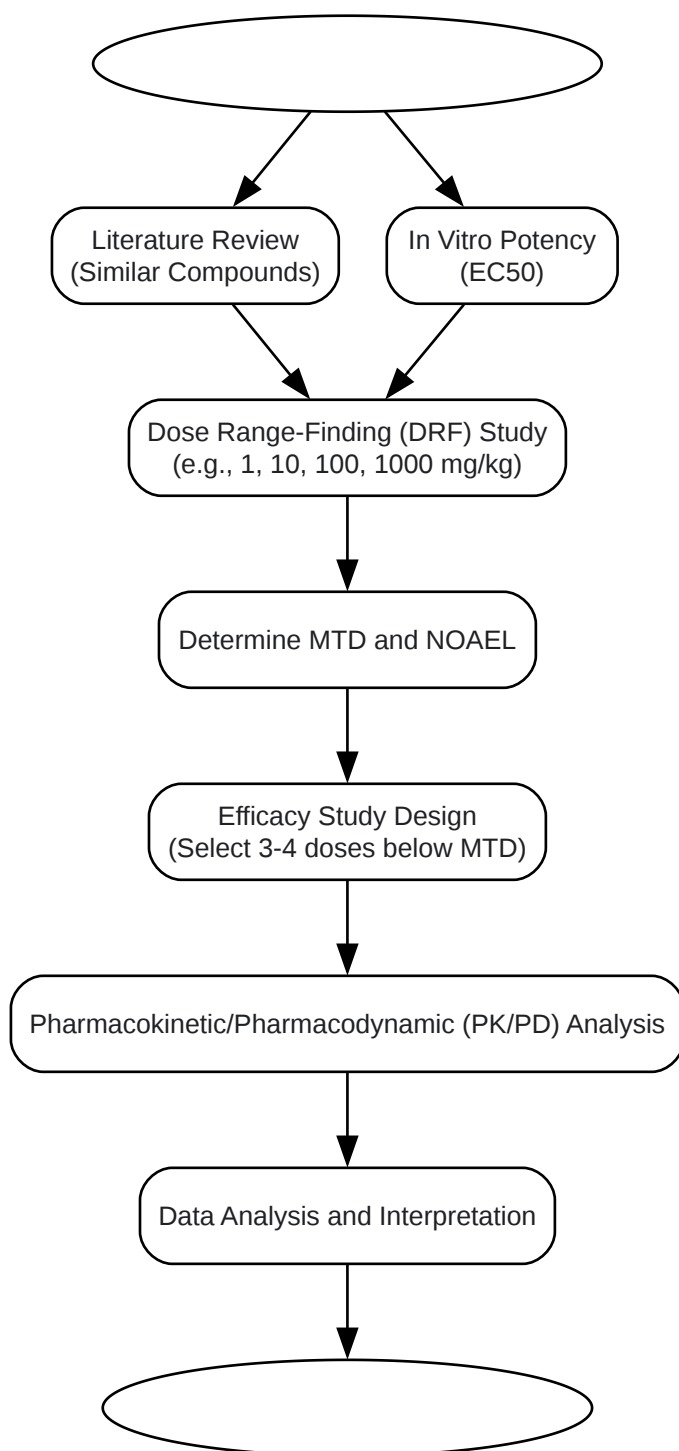 Literature Review
(Similar Compounds)
In Vitro Potency
(EC50)
Dose Range-Finding (DRF) Study
(e.g., 1, 10, 100, 1000 mg/kg)
Determine MTD and NOAEL
Efficacy Study Design
(Select 3-4 doses below MTD)
Pharmacokinetic/Pharmacodynamic (PK/PD) Analysis
Data Analysis and Interpretation